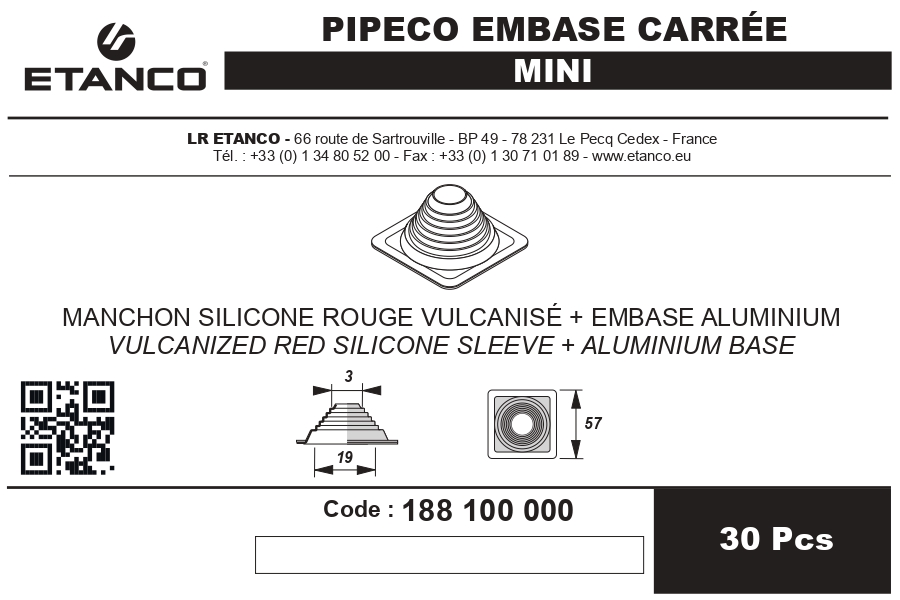 PIPECO EMBASE CARRÉE
ETANCO®
MINI
LR ETANCO - 66 route de Sartrouville - BP 49 - 78 231 Le Pecq Cedex - France
Tél. : +33 (0) 1 34 80 52 00 - Fax : +33 (0) 1 30 71 01 89 - www.etanco.eu
MANCHON SILICONE ROUGE VULCANISÉ + EMBASE ALUMINIUM
VULCANIZED RED SILICONE SLEEVE + ALUMINIUM BASE
3
57
19
Code : 188 100 000
30 Pcs